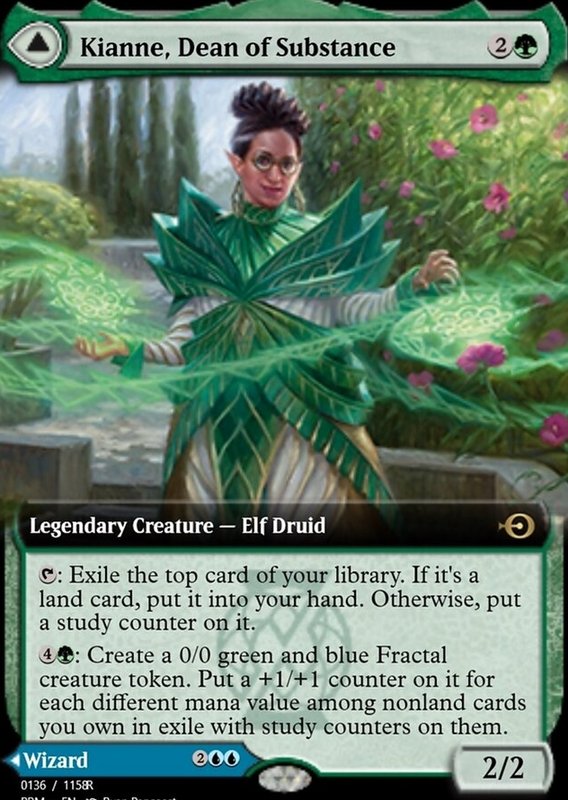 Kianne, Dean of Substance 2
Legendary Creature — Elf Druid
: Exile the top card of your library. If it's a
land card, put it into your hand. Otherwise, put
a study counter on it.
4: Create a 0/0 green and blue Fractal
creature token. Put a +1/+1 counter on it for
each different mana value among nonland cards
you own in exile with study counters on them.
Wizard 2
2/2
0136 / 1158R